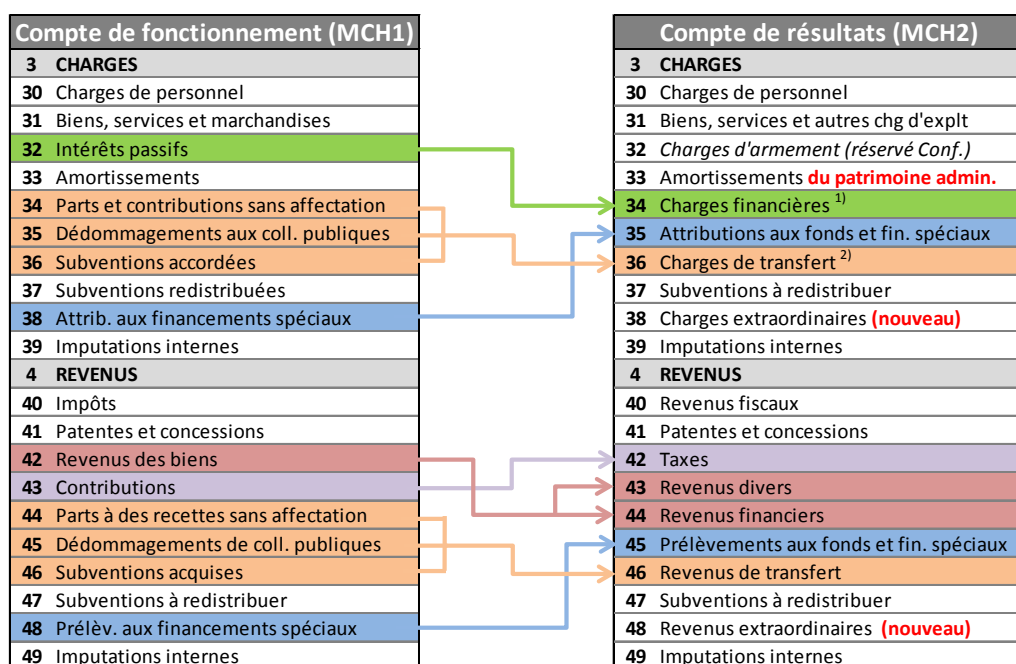 Compte de fonctionnement (MCH1)
3 CHARGES
30 Charges de personnel
31 Biens, services et marchandises
32 Intérêts passifs
33 Amortissements
34 Parts et contributions sans affectation
35 Dédommagements aux coll. publiques
36 Subventions accordées
37 Subventions redistribuées
38 Attrib. aux financements spéciaux
39 Imputations internes
4 REVENUS
40 Impôts
41 Patentes et concessions
42 Revenus des biens
43 Contributions
44 Parts à des recettes sans affectation
45 Dédommagements de coll. publiques
46 Subventions acquises
47 Subventions à redistribuer
48 Prélèv. aux financements spéciaux
49 Imputations internes
Compte de résultats (MCH2)
3 CHARGES
30 Charges de personnel
31 Biens, services et autres chg d'explt
32 Charges d'armement (réservé Conf.)
33 Amortissements du patrimoine admin.
34 Charges financières 1)
35 Attributions aux fonds et fin. spéciaux
36 Charges de transfert 2)
37 Subventions à redistribuer
38 Charges extraordinaires (nouveau)
39 Imputations internes
4 REVENUS
40 Revenus fiscaux
41 Patentes et concessions
42 Taxes
43 Revenus divers
44 Revenus financiers
45 Prélèvements aux fonds et fin. spéciaux
46 Revenus de transfert
47 Subventions à redistribuer
48 Revenus extraordinaires (nouveau)
49 Imputations internes